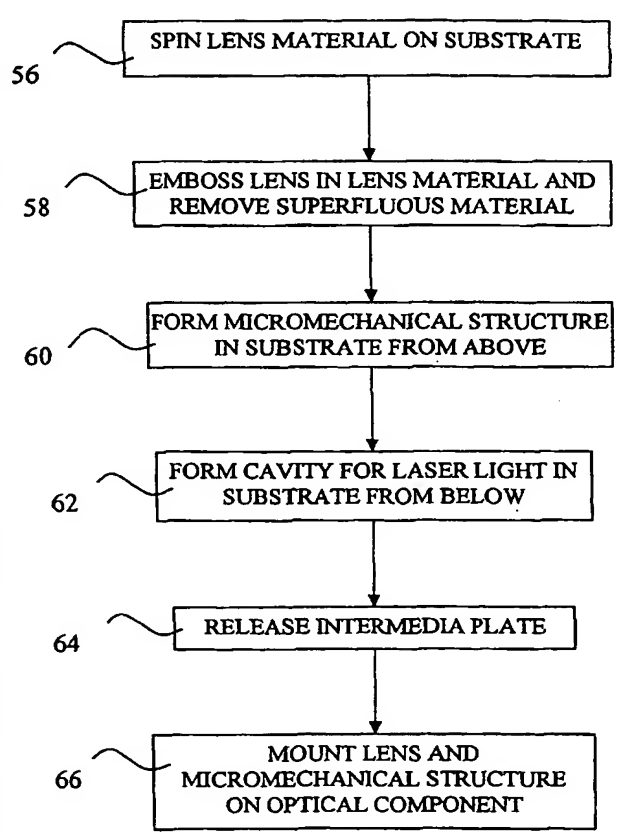 56
SPIN LENS MATERIAL ON SUBSTRATE
58
EMBOSS LENS IN LENS MATERIAL AND
REMOVE SUPERFLUOUS MATERIAL
60
FORM MICROMECHANICAL STRUCTURE
IN SUBSTRATE FROM ABOVE
62
FORM CAVITY FOR LASER LIGHT IN
SUBSTRATE FROM BELOW
64
RELEASE INTERMEDIA PLATE
66
MOUNT LENS AND
MICROMECHANICAL STRUCTURE
ON OPTICAL COMPONENT